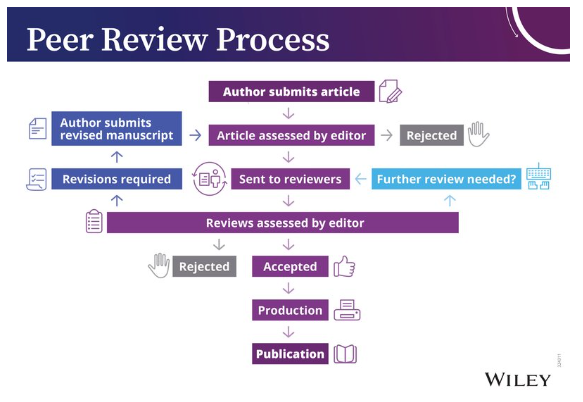 Peer Review Process
Author submits article
Author submits
revised manuscript
Article assessed by editor
Rejected
Revisions required
Sent to reviewers
Further review needed?
Reviews assessed by editor
Rejected
Accepted
Production
Publication
WILEY